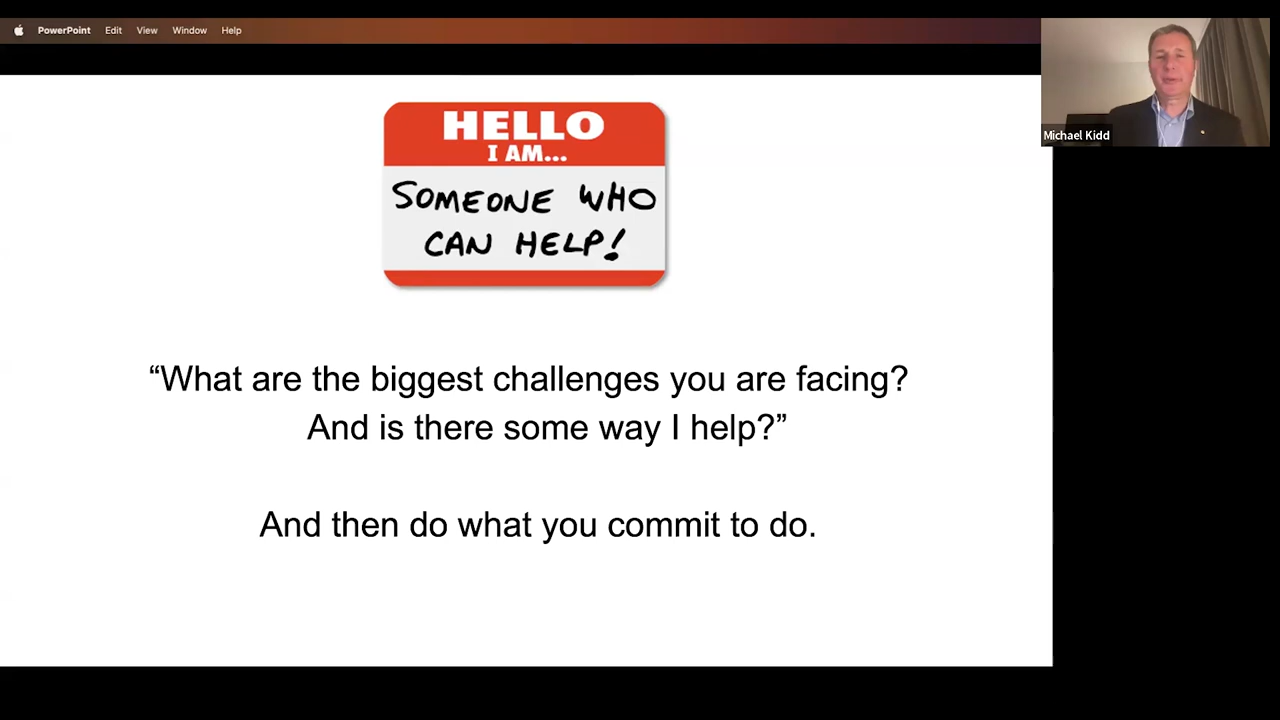 PowerPoint Edit View Window Help
Michael Kidd
HELLO
I AM...
SOMEONE WHO
CAN HELP!
“What are the biggest challenges you are facing?
And is there some way I help?”
And then do what you commit to do.